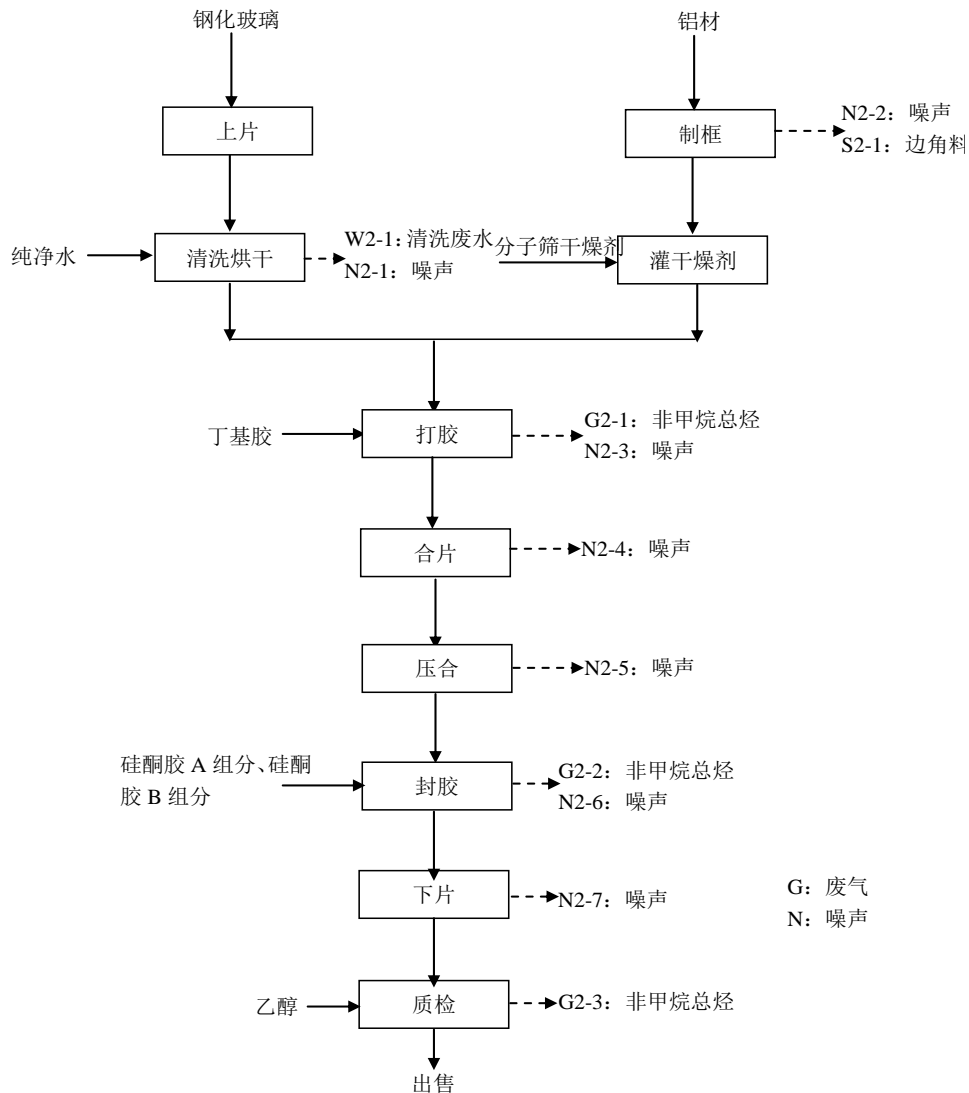 钢化玻璃
铝材
上片
制框
N2-2：噪声
S2-1：边角料
纯净水
清洗烘干
W2-1：清洗废水
N2-1：噪声
分子筛干燥剂
灌干燥剂
丁基胶
打胶
G2-1：非甲烷总烃
N2-3：噪声
合片
N2-4：噪声
压合
N2-5：噪声
硅酮胶 A 组分、硅酮
胶 B 组分
封胶
G2-2：非甲烷总烃
N2-6：噪声
下片
N2-7：噪声
G：废气
N：噪声
乙醇
质检
G2-3：非甲烷总烃
出售